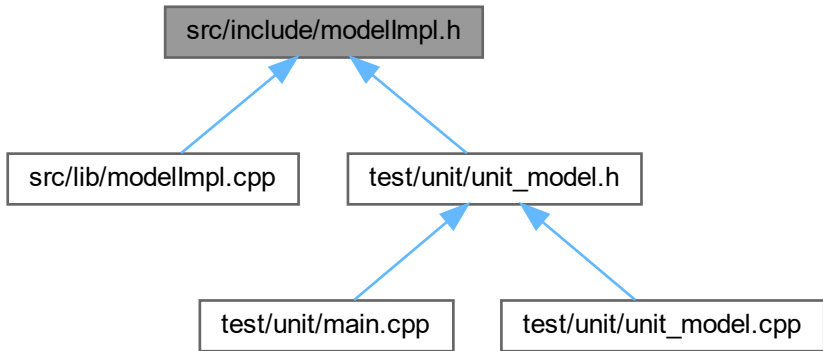 src/include/modelImpl.h
src/lib/modelImpl.cpp
test/unit/unit_model.h
test/unit/main.cpp
test/unit/unit_model.cpp